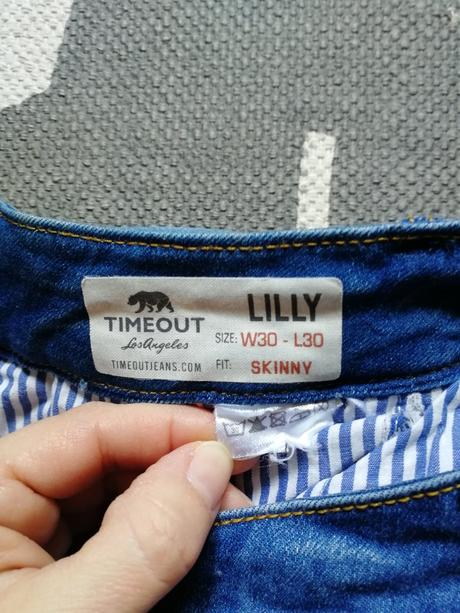 TIMEOUT
LosAngeles
TIMEOUTJEANS.COM
LILLY
SIZE: W30 - L30
FIT: SKINNY